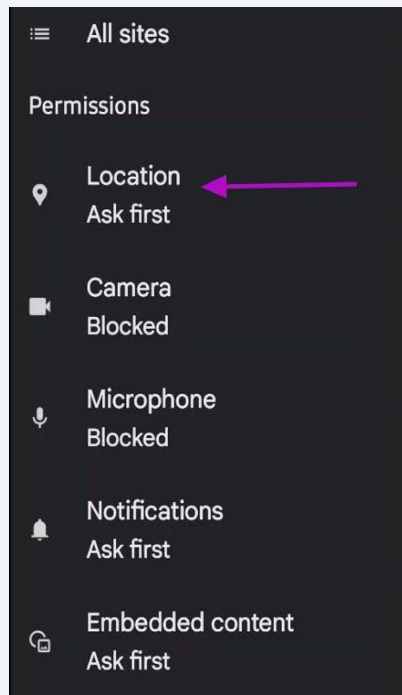 All sites
Permissions
Location
Ask first
Camera
Blocked
Microphone
Blocked
Notifications
Ask first
Embedded content
Ask first